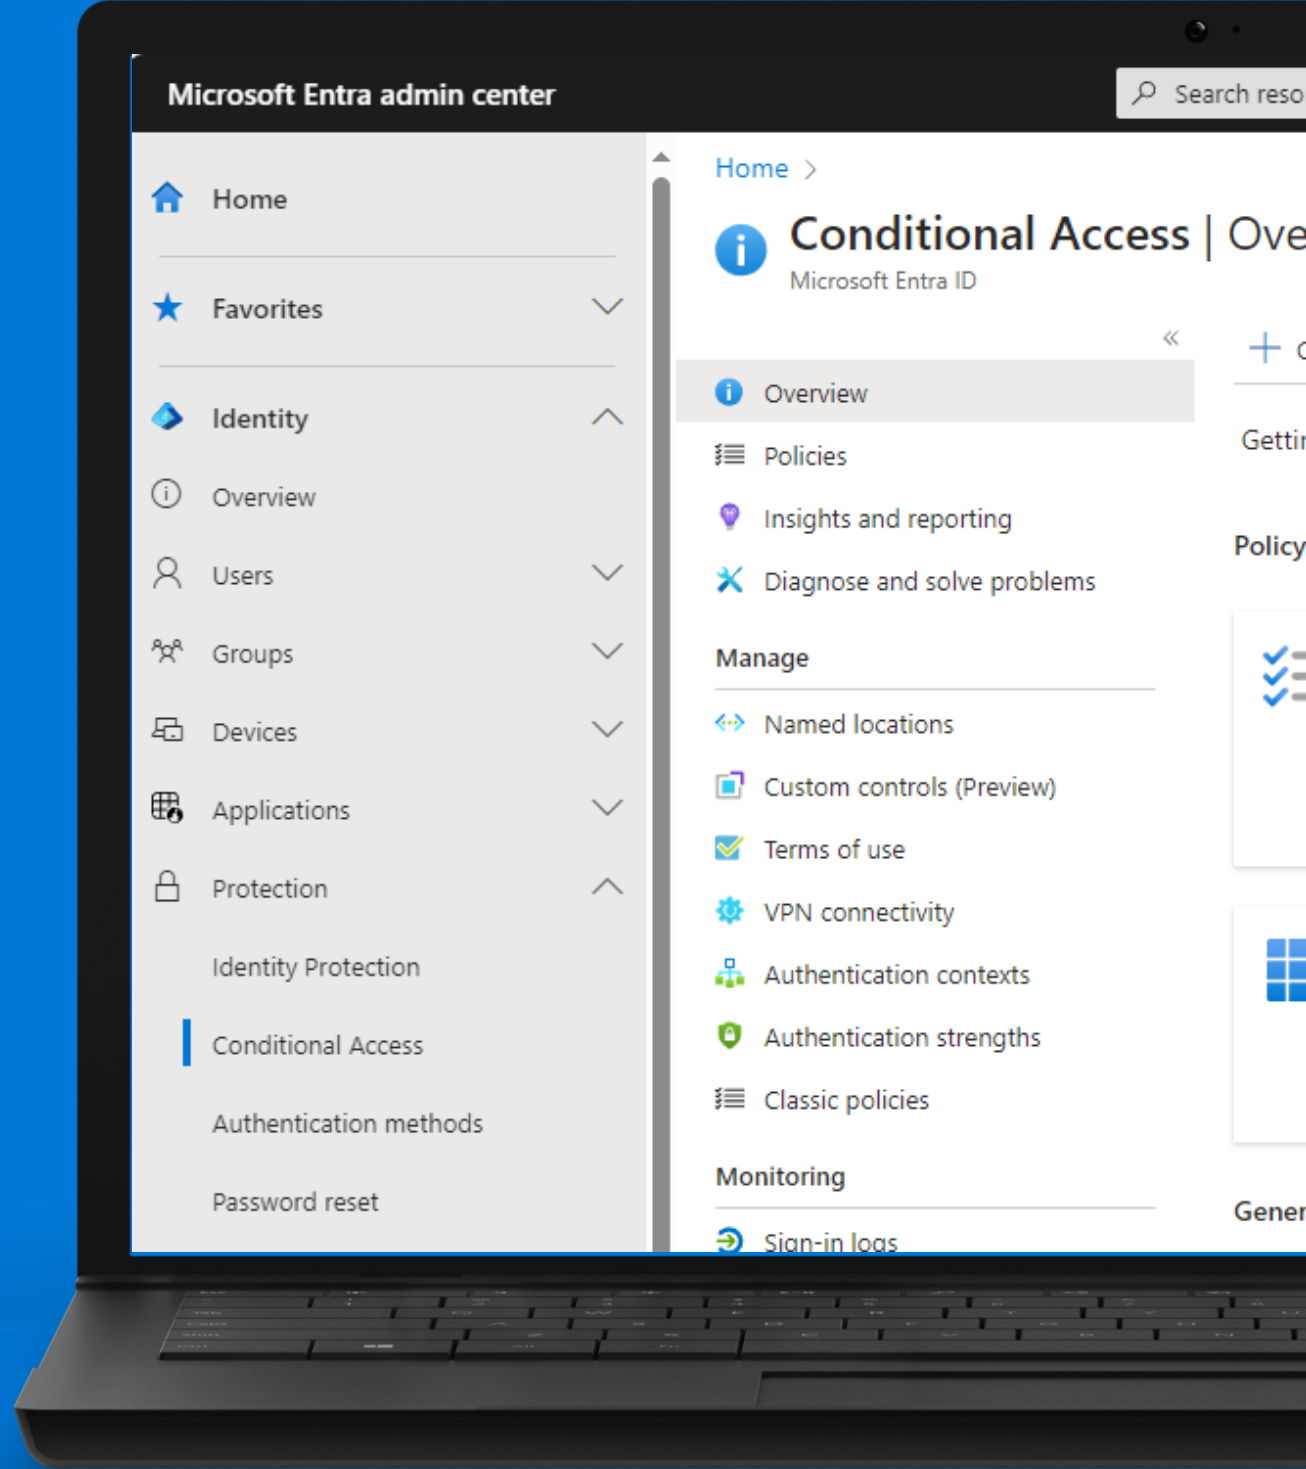 Microsoft Entra admin center
Search reso
Home
Favorites
Identity
Overview
Users
Groups
Devices
Applications
Protection
Identity Protection
Conditional Access
Authentication methods
Password reset
Home >
Conditional Access | Ove
Microsoft Entra ID
Overview
Policies
Insights and reporting
Diagnose and solve problems
Manage
Named locations
Custom controls (Preview)
Terms of use
VPN connectivity
Authentication contexts
Authentication strengths
Classic policies
Monitoring
Sign-in logs
Gettin
Policy
Gener